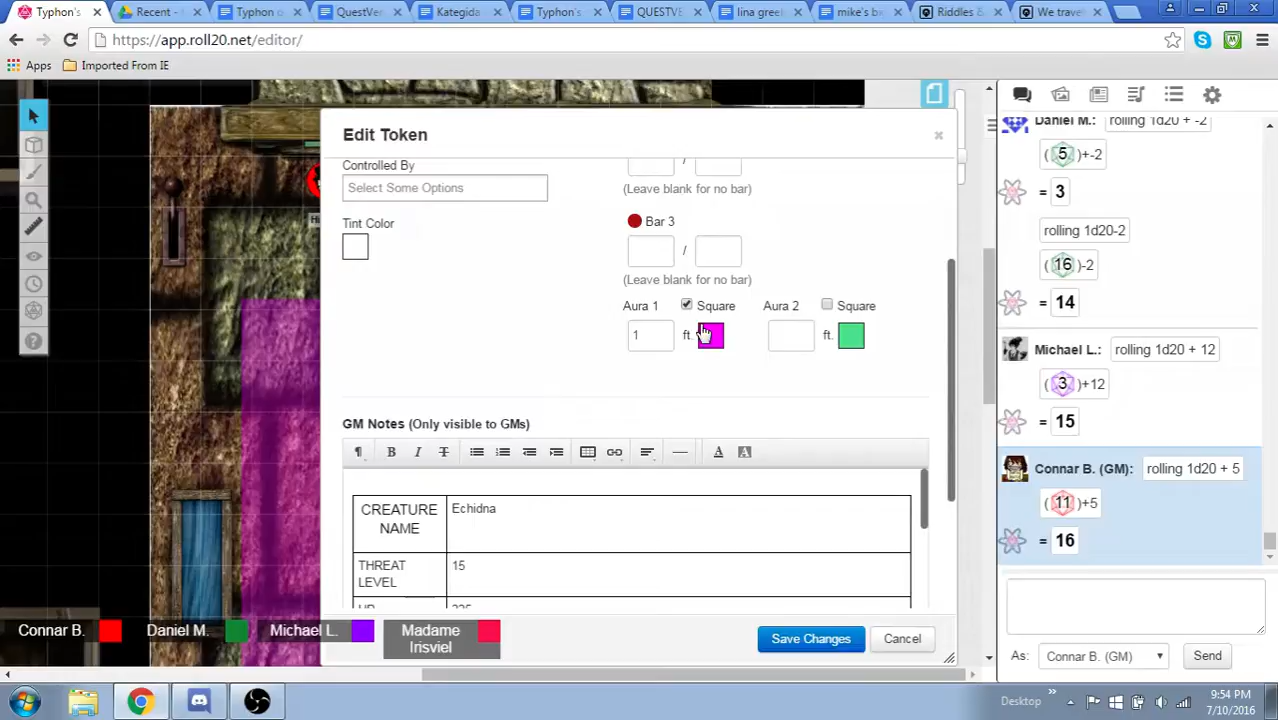 Typhon's
Recent -
Typhon o
QuestVer
Kategida
Typhon's
QUESTVE
lina greel
mike's b
Riddles &
We travel
https://app.roll20.net/editor/
Apps
Imported From IE
Edit Token
Controlled By
Select Some Options
Tint Color
/
(Leave blank for no bar)
Bar 3
/
(Leave blank for no bar)
Aura 1
Square
Aura 2
Square
1
ft.
ft.
GM Notes (Only visible to GMs)
CREATURE NAME
Echidna
THREAT LEVEL
15
HP
325
Save Changes
Cancel
Connar B.
Daniel M.
Michael L.
Madame
Irisviel
Daniel M.:
rolling 1d20 + -2
(5)+-2
= 3
rolling 1d20-2
(16)-2
= 14
Michael L.:
rolling 1d20 + 12
(3)+12
= 15
Connar B. (GM):
rolling 1d20 + 5
(11)+5
= 16
As:
Connar B. (GM)
Send
Desktop
9:54 PM
7/10/2016